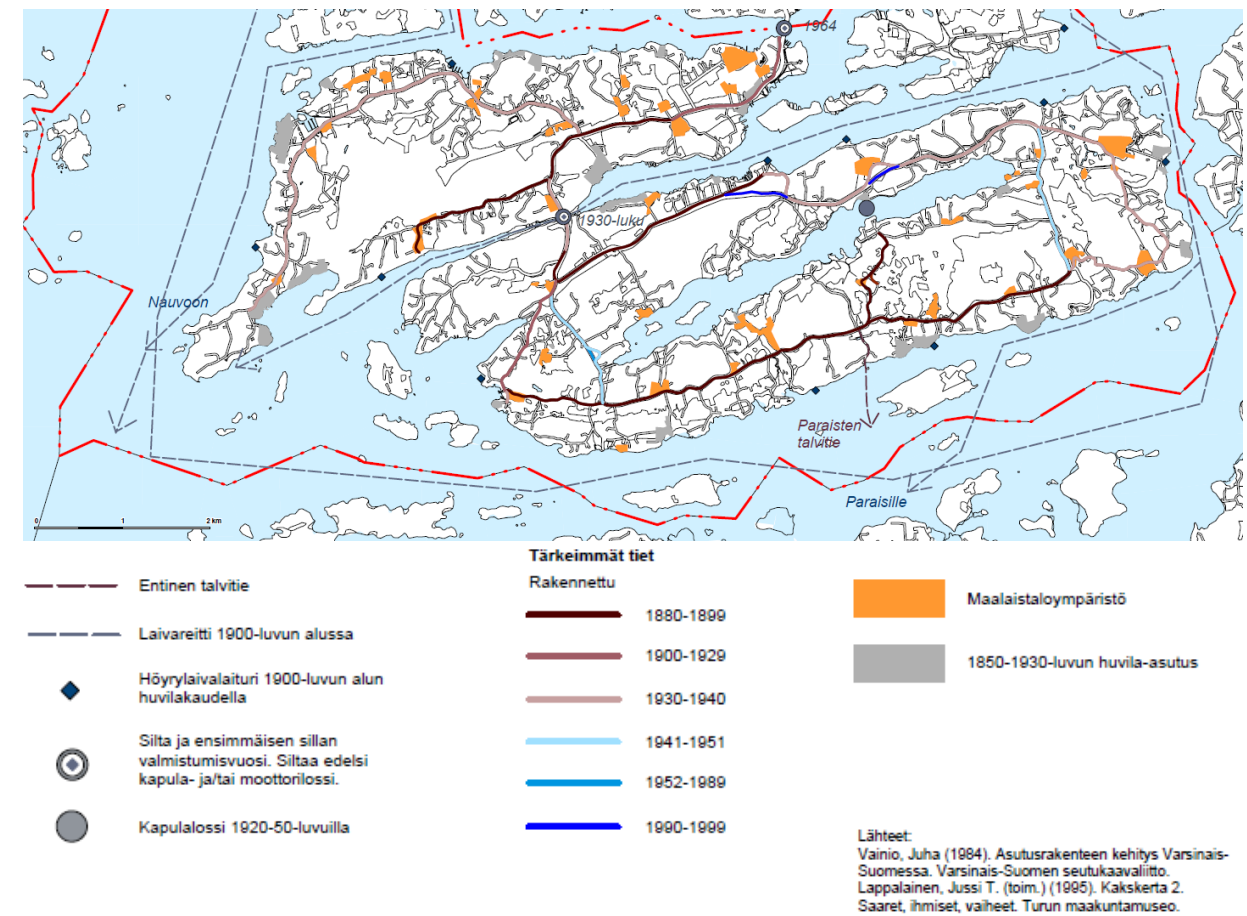 1964
1930-luku
Nauvoon
Paraisten
talvitie
Paraisille
0 1 2 km
Tärkeimmät tiet
Rakennettu
Entinen talvitie
Laivareitti 1900-luvun alussa
Höyrylaivalaituri 1900-luvun alun
huvilakaudella
Silta ja ensimmäisen sillan
valmistumisvuosi. Siltaa edelsi
kapula- ja/tai moottorilossi.
Kapulalossi 1920-50-luvuilla
1880-1899
1900-1929
1930-1940
1941-1951
1952-1989
1990-1999
Maalaistaloympäristö
1850-1930-luvun huvila-asutus
Lähteet:
Vainio, Juha (1984). Asutusrakenteen kehitys Varsinais-
Suomessa. Varsinais-Suomen seutukaavaliitto.
Lappalainen, Jussi T. (toim.) (1995). Kakskerta 2.
Saaret, ihmiset, vaiheet. Turun maakuntamuseo.